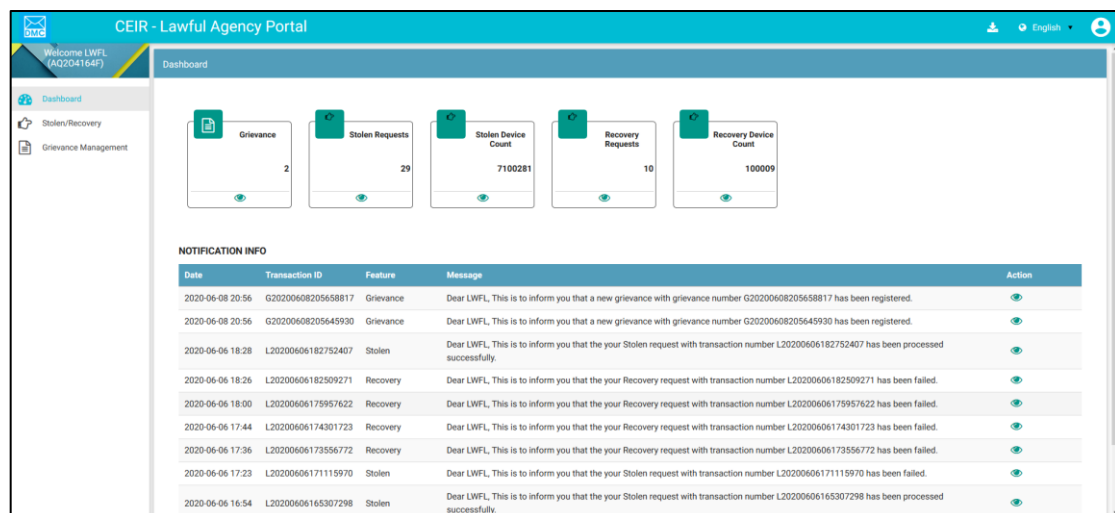 DMC
CEIR - Lawful Agency Portal
English
Welcome LWFL
(AQ204164F)
Dashboard
Stolen/Recovery
Grievance Management
Dashboard
Grievance
2
Stolen Requests
29
Stolen Device
Count
7100281
Recovery
Requests
10
Recovery Device
Count
100009
NOTIFICATION INFO
Date Transaction ID Feature Message Action
2020-06-08 20:56 G20200608205658817 Grievance Dear LWFL, This is to inform you that a new grievance with grievance number G20200608205658817 has been registered.
2020-06-08 20:56 G20200608205645930 Grievance Dear LWFL, This is to inform you that a new grievance with grievance number G20200608205645930 has been registered.
2020-06-06 18:28 L20200606182752407 Stolen Dear LWFL, This is to inform you that the your Stolen request with transaction number L20200606182752407 has been processed
successfully.
2020-06-06 18:26 L20200606182509271 Recovery Dear LWFL, This is to inform you that the your Recovery request with transaction number L20200606182509271 has been failed.
2020-06-06 18:00 L20200606175957622 Recovery Dear LWFL, This is to inform you that the your Recovery request with transaction number L20200606175957622 has been failed.
2020-06-06 17:44 L20200606174301723 Recovery Dear LWFL, This is to inform you that the your Recovery request with transaction number L20200606174301723 has been failed.
2020-06-06 17:36 L20200606173556772 Recovery Dear LWFL, This is to inform you that the your Recovery request with transaction number L20200606173556772 has been failed.
2020-06-06 17:23 L20200606171115970 Stolen Dear LWFL, This is to inform you that the your Stolen request with transaction number L20200606171115970 has been failed.
2020-06-06 16:54 L20200606165307298 Stolen Dear LWFL, This is to inform you that the your Stolen request with transaction number L20200606165307298 has been processed
successfully.